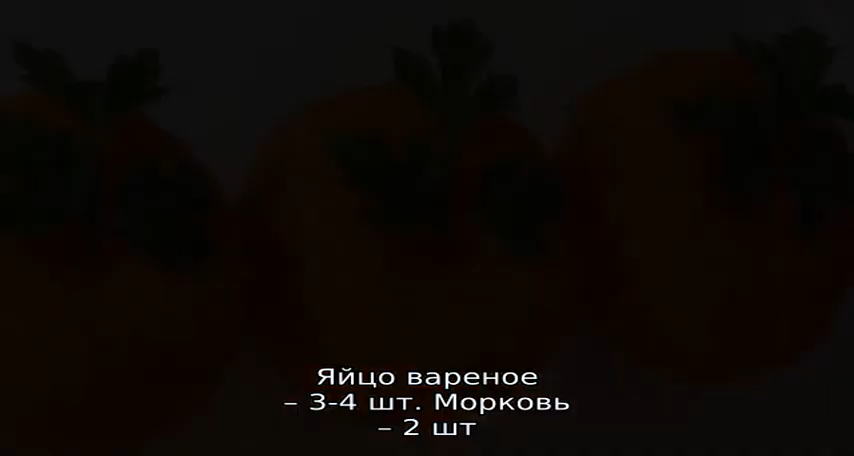 Яйцо вареное
– 3-4 шт. Морковь
– 2 шт